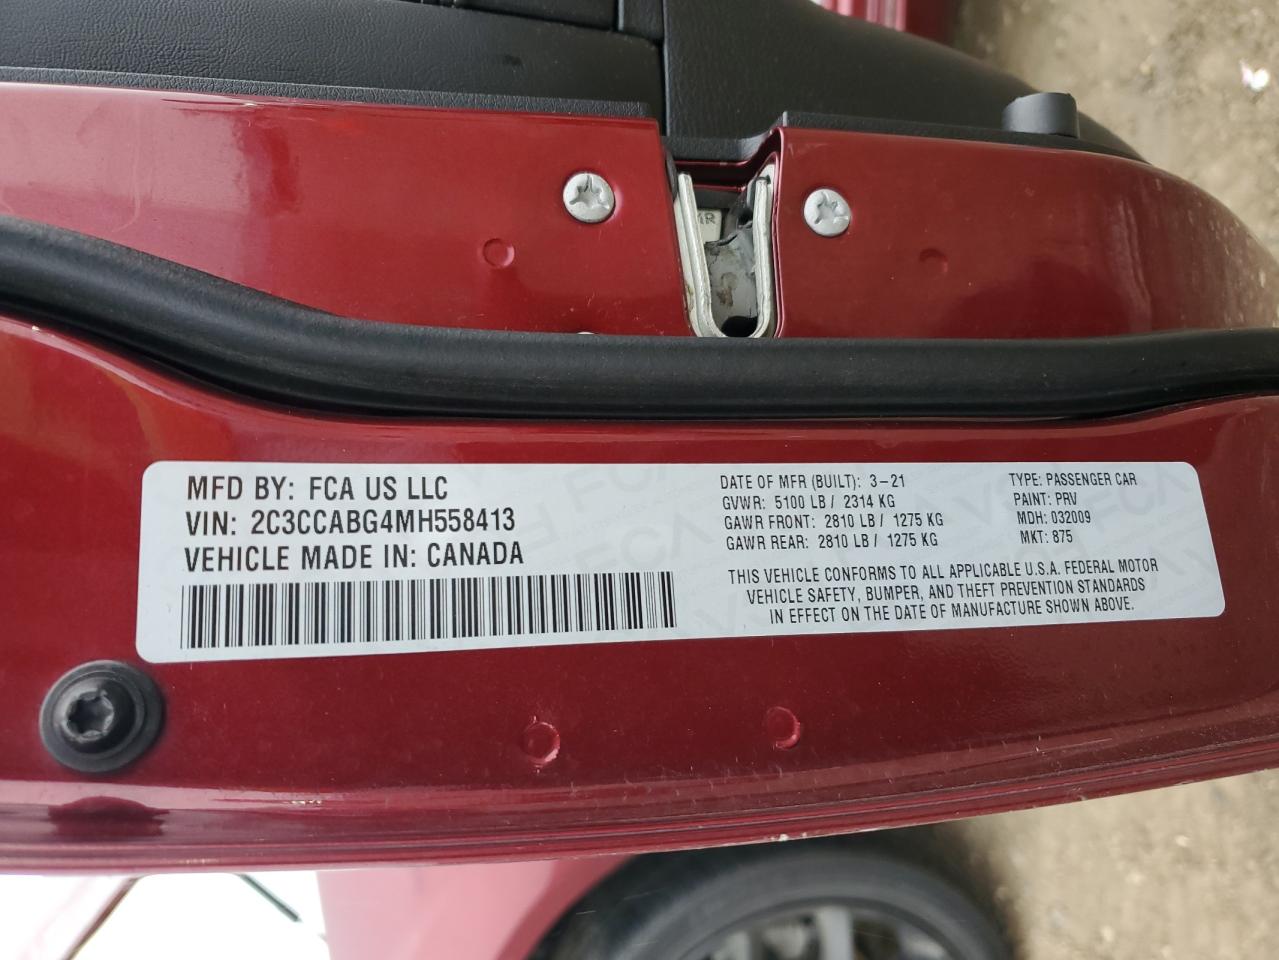 MFD BY: FCA US LLC
VIN: 2C3CCABG4MH558413
VEHICLE MADE IN: CANADA
DATE OF MFR (BUILT): 3-21
GVWR: 5100 LB / 2314 KG
GAWR FRONT: 2810 LB / 1275 KG
GAWR REAR: 2810 LB / 1275 KG
TYPE: PASSENGER CAR
PAINT: PRV
MDH: 032009
MKT: 875
THIS VEHICLE CONFORMS TO ALL APPLICABLE U.S.A. FEDERAL MOTOR
VEHICLE SAFETY, BUMPER, AND THEFT PREVENTION STANDARDS
IN EFFECT ON THE DATE OF MANUFACTURE SHOWN ABOVE.